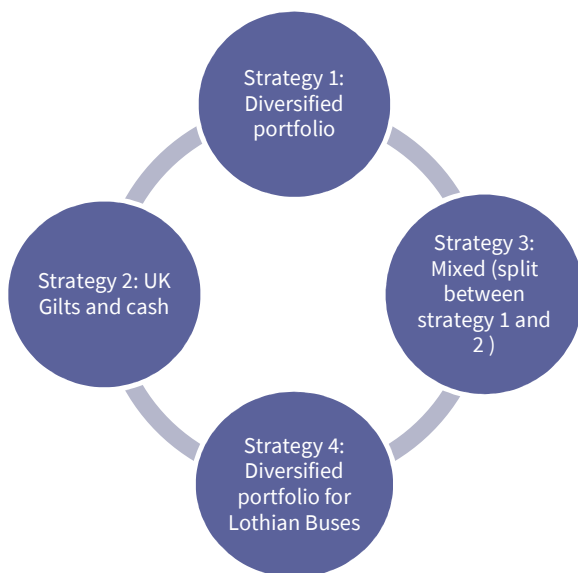 Strategy 1:
Diversified
portfolio
Strategy 2: UK
Gilts and cash
Strategy 3:
Mixed (split
between
strategy 1 and
2 )
Strategy 4:
Diversified
portfolio for
Lothian Buses